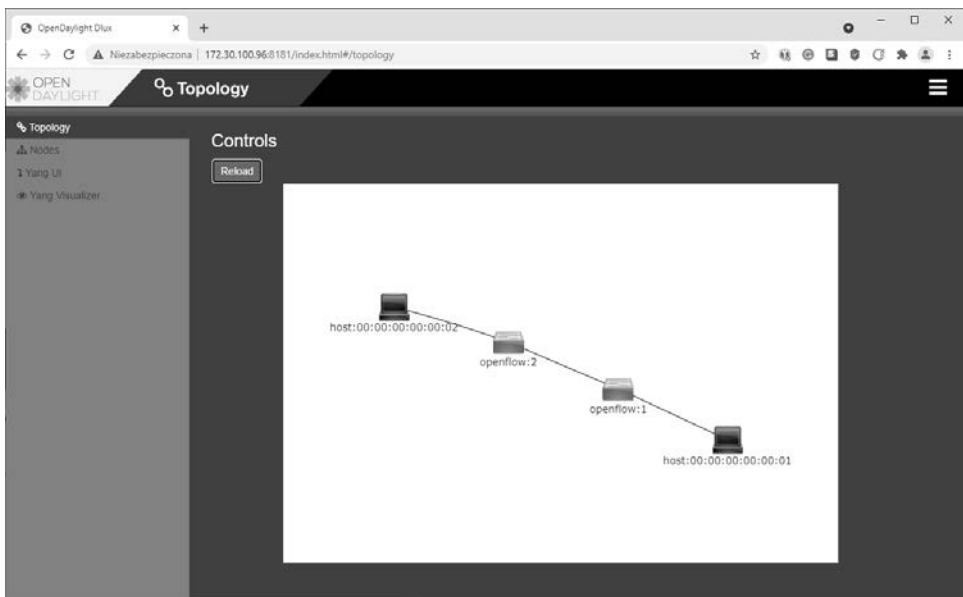 OpenDaylight Dlux
Niezabezpieczona | 172.30.100.96:8181/index.html#/topology
OPEN
DAYLIGHT
Topology
Topology
Nodes
Yang UI
Yang Visualizer
Controls
Reload
host:00:00:00:00:00:02
openflow:2
openflow:1
host:00:00:00:00:00:01